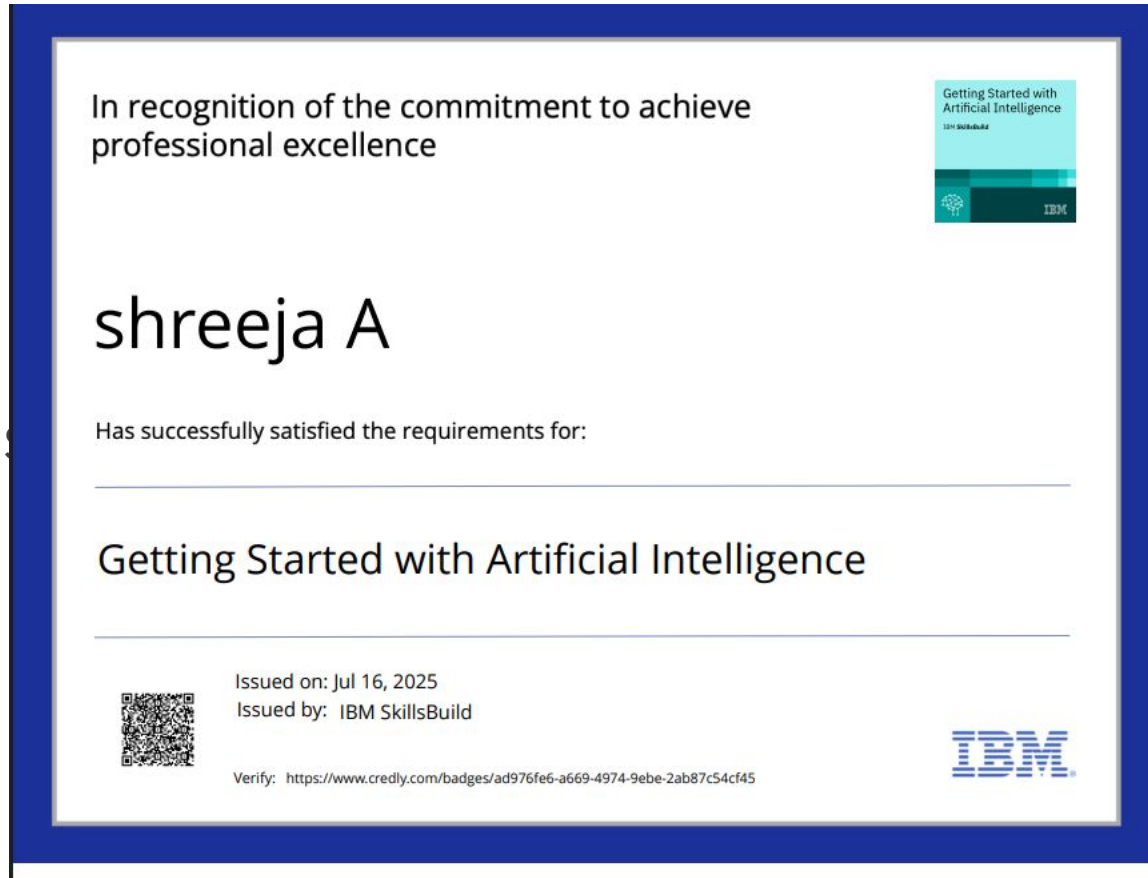 In recognition of the commitment to achieve
professional excellence
Getting Started with
Artificial Intelligence
IBM SkillsBuild
IBM
shreeja A
Has successfully satisfied the requirements for:
Getting Started with Artificial Intelligence
Issued on: Jul 16, 2025
Issued by: IBM SkillsBuild
Verify: https://www.credly.com/badges/ad976fe6-a669-4974-9ebe-2ab87c54cf45
IBM